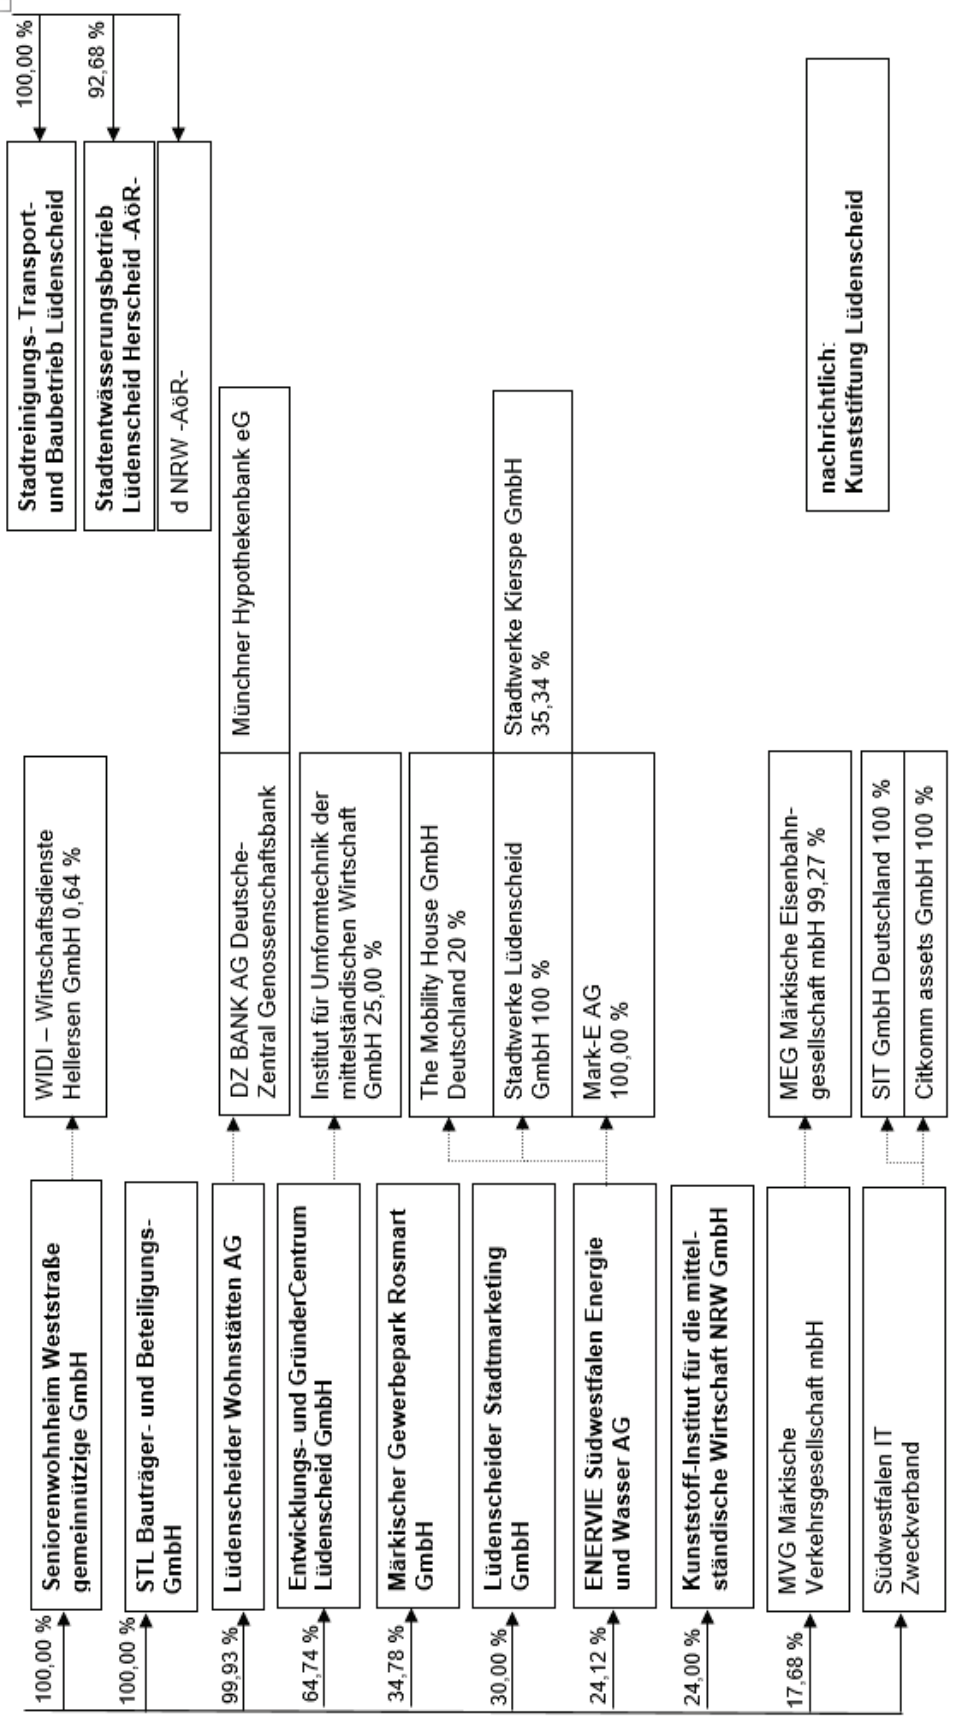 100,00 %
Seniorenwohnheim Weststraße
gemeinnützige GmbH
WIDI – Wirtschaftsdienste
Hellersen GmbH 0,64 %
100,00 %
STL Bauträger- und Beteiligungs-
GmbH
99,93 %
Lüdenscheider Wohnstätten AG
DZ BANK AG Deutsche-
Zentral Genossenschaftsbank
Münchner Hypothekenbank eG
64,74 %
Entwicklungs- und GründerCentrum
Lüdenscheid GmbH
Institut für Umformtechnik der
mittelständischen Wirtschaft
GmbH 25,00 %
34,78 %
Märkischer Gewerbepark Rosmart
GmbH
30,00 %
Lüdenscheider Stadtmarketing
GmbH
24,12 %
ENERVIE Südwestfalen Energie
und Wasser AG
The Mobility House GmbH
Deutschland 20 %
Stadtwerke Lüdenscheid
GmbH 100 %
Stadtwerke Kierspe GmbH
35,34 %
Mark-E AG
100,00 %
24,00 %
Kunststoff-Institut für die mittel-
ständische Wirtschaft NRW GmbH
17,68 %
MVG Märkische
Verkehrsgesellschaft mbH
MEG Märkische Eisenbahn-
gesellschaft mbH 99,27 %
Südwestfalen IT
Zweckverband
SIT GmbH Deutschland 100 %
Citkomm assets GmbH 100 %
Stadtreinigungs- Transport-
und Baubetrieb Lüdenscheid
100,00 %
Stadtentwässerungsbetrieb
Lüdenscheid Herscheid -AöR-
92,68 %
d NRW -AöR-
nachrichtlich:
Kunststiftung Lüdenscheid